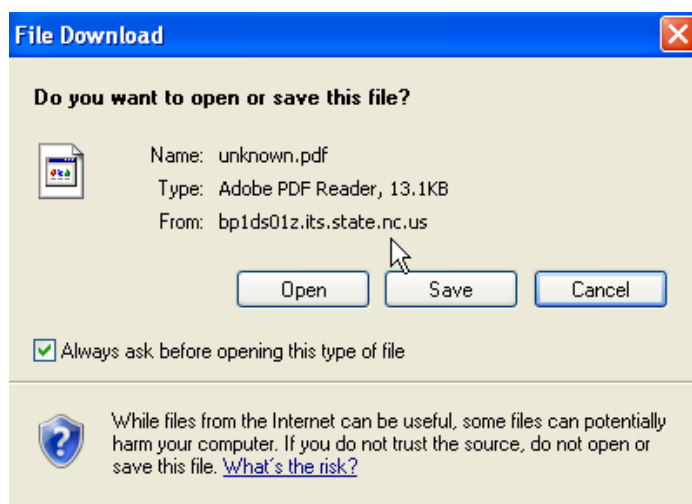 File Download
Do you want to open or save this file?
Name: unknown.pdf
Type: Adobe PDF Reader, 13.1KB
From: bp1ds01z.its.state.nc.us
Open Save Cancel
Always ask before opening this type of file
While files from the Internet can be useful, some files can potentially
harm your computer. If you do not trust the source, do not open or
save this file. What's the risk?